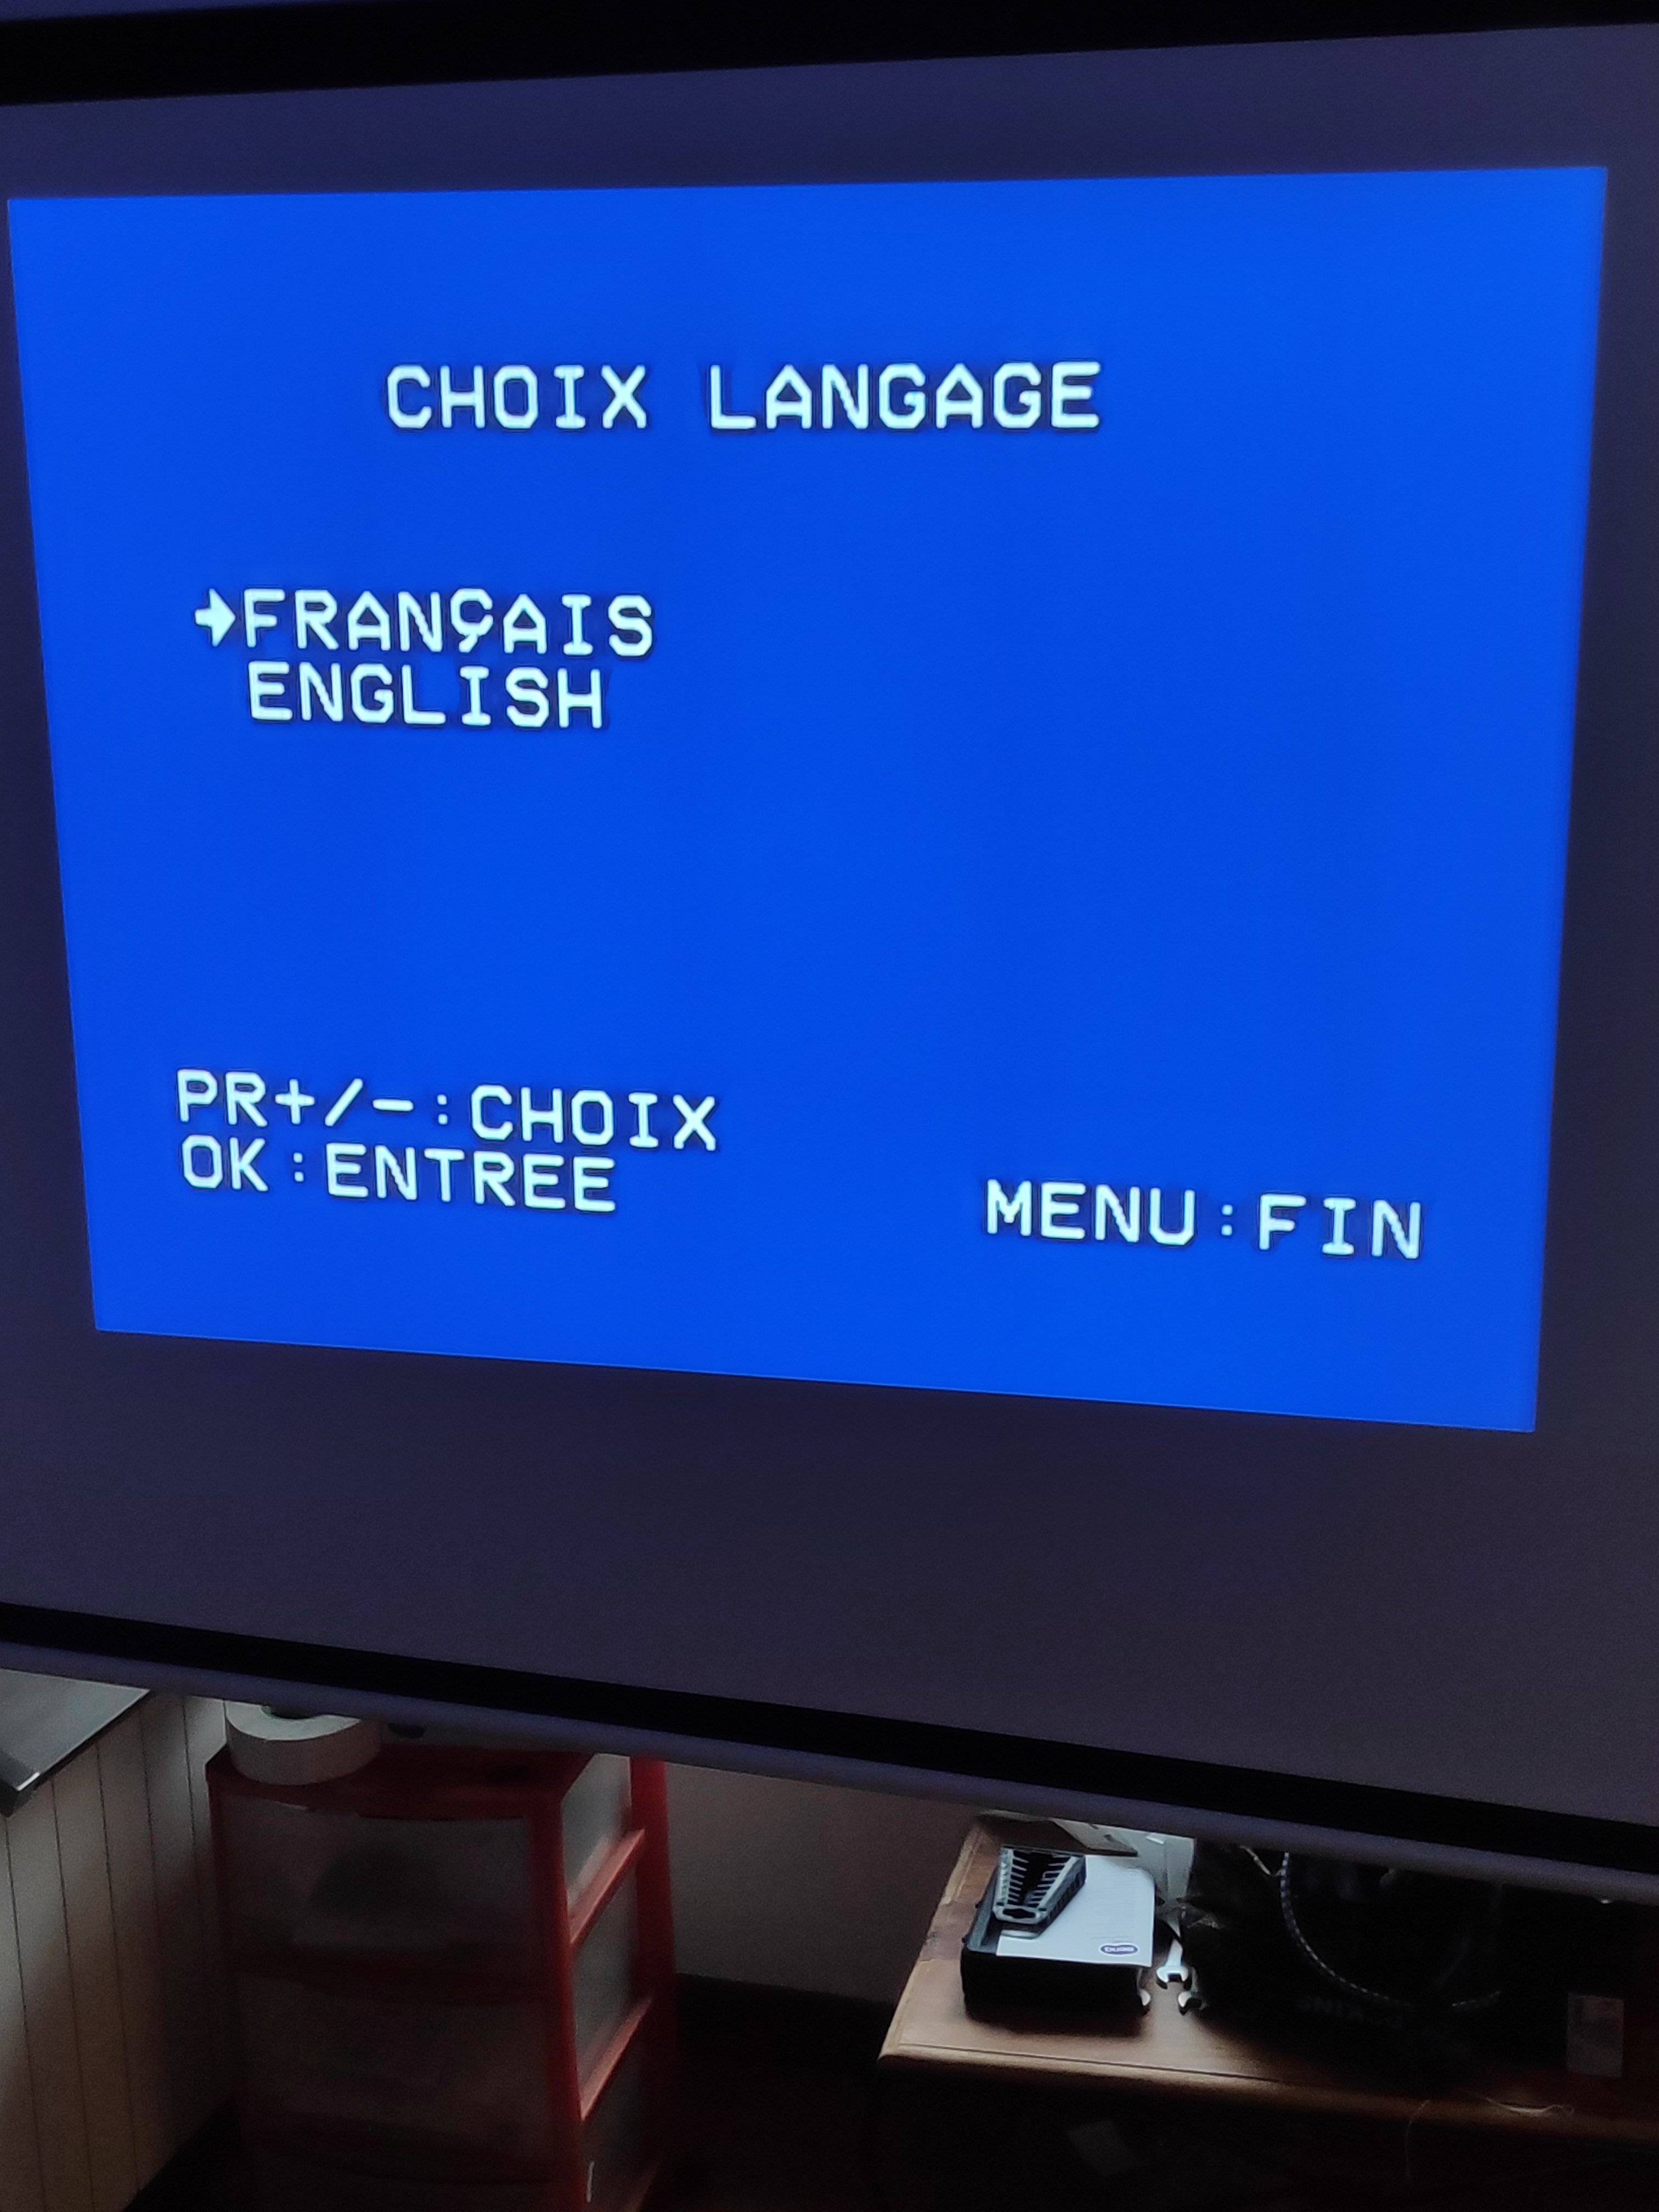 CHOIX LANGAGE
➔FRANÇAIS
ENGLISH
PR+/-:CHOIX
OK:ENTREE
MENU:FIN